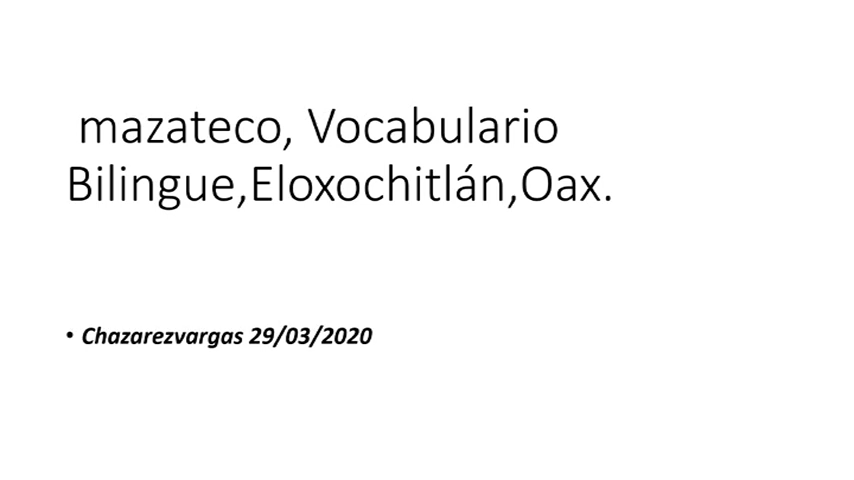 mazateco, Vocabulario
Bilingue,Eloxochitlán,Oax.
• Chazarezvargas 29/03/2020